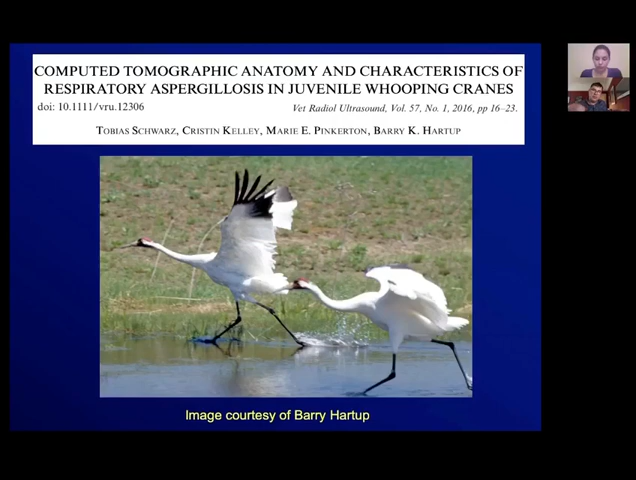 COMPUTED TOMOGRAPHIC ANATOMY AND CHARACTERISTICS OF
RESPIRATORY ASPERGILLOSIS IN JUVENILE WHOOPING CRANES
doi: 10.1111/vru.12306 Vet Radiol Ultrasound, Vol. 57, No. 1, 2016, pp 16–23.
TOBIAS SCHWARZ, CRISTIN KELLEY, MARIE E. PINKERTON, BARRY K. HARTUP
Image courtesy of Barry Hartup